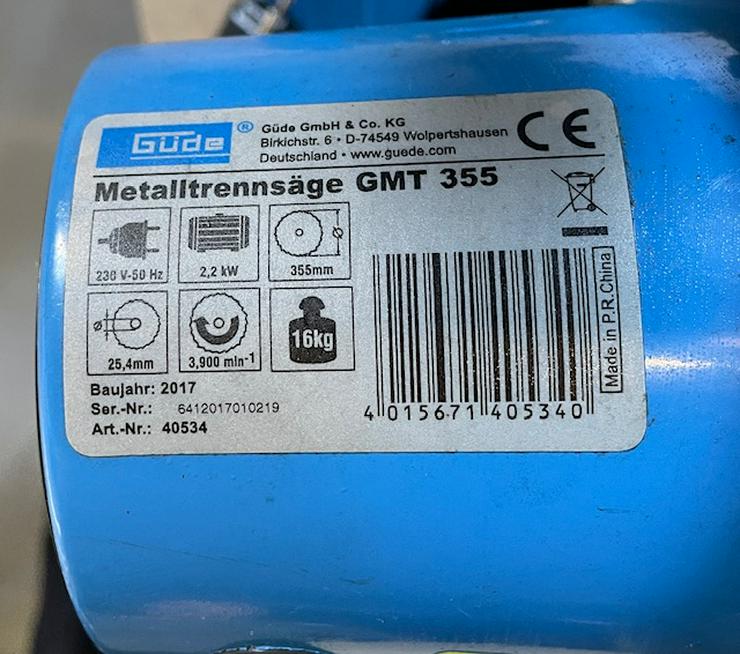 Güde ®
Güde GmbH & Co. KG
Birkichstr. 6 • D-74549 Wolpertshausen
Deutschland • www.guede.com
CE
Metalltrennsäge GMT 355
230 V-50 Hz
2,2 kW
355mm
25,4mm
3,900 min-1
16kg
Baujahr: 2017
Ser.-Nr.: 6412017010219
Art.-Nr.: 40534
4 015671 405340
Made in P.R.China